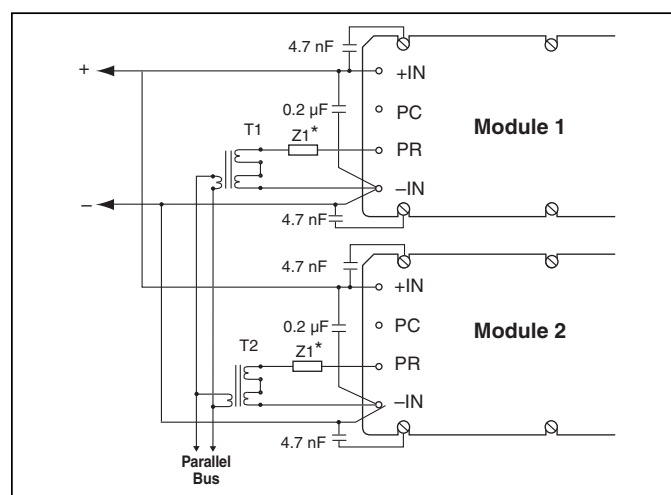 4.7 nF
+
+IN
0.2 µF
PC
T1
Z1*
Module 1
PR
–
–IN
4.7 nF
4.7 nF
+IN
0.2 µF
PC
T2
Z1*
Module 2
PR
–IN
4.7 nF
Parallel
Bus